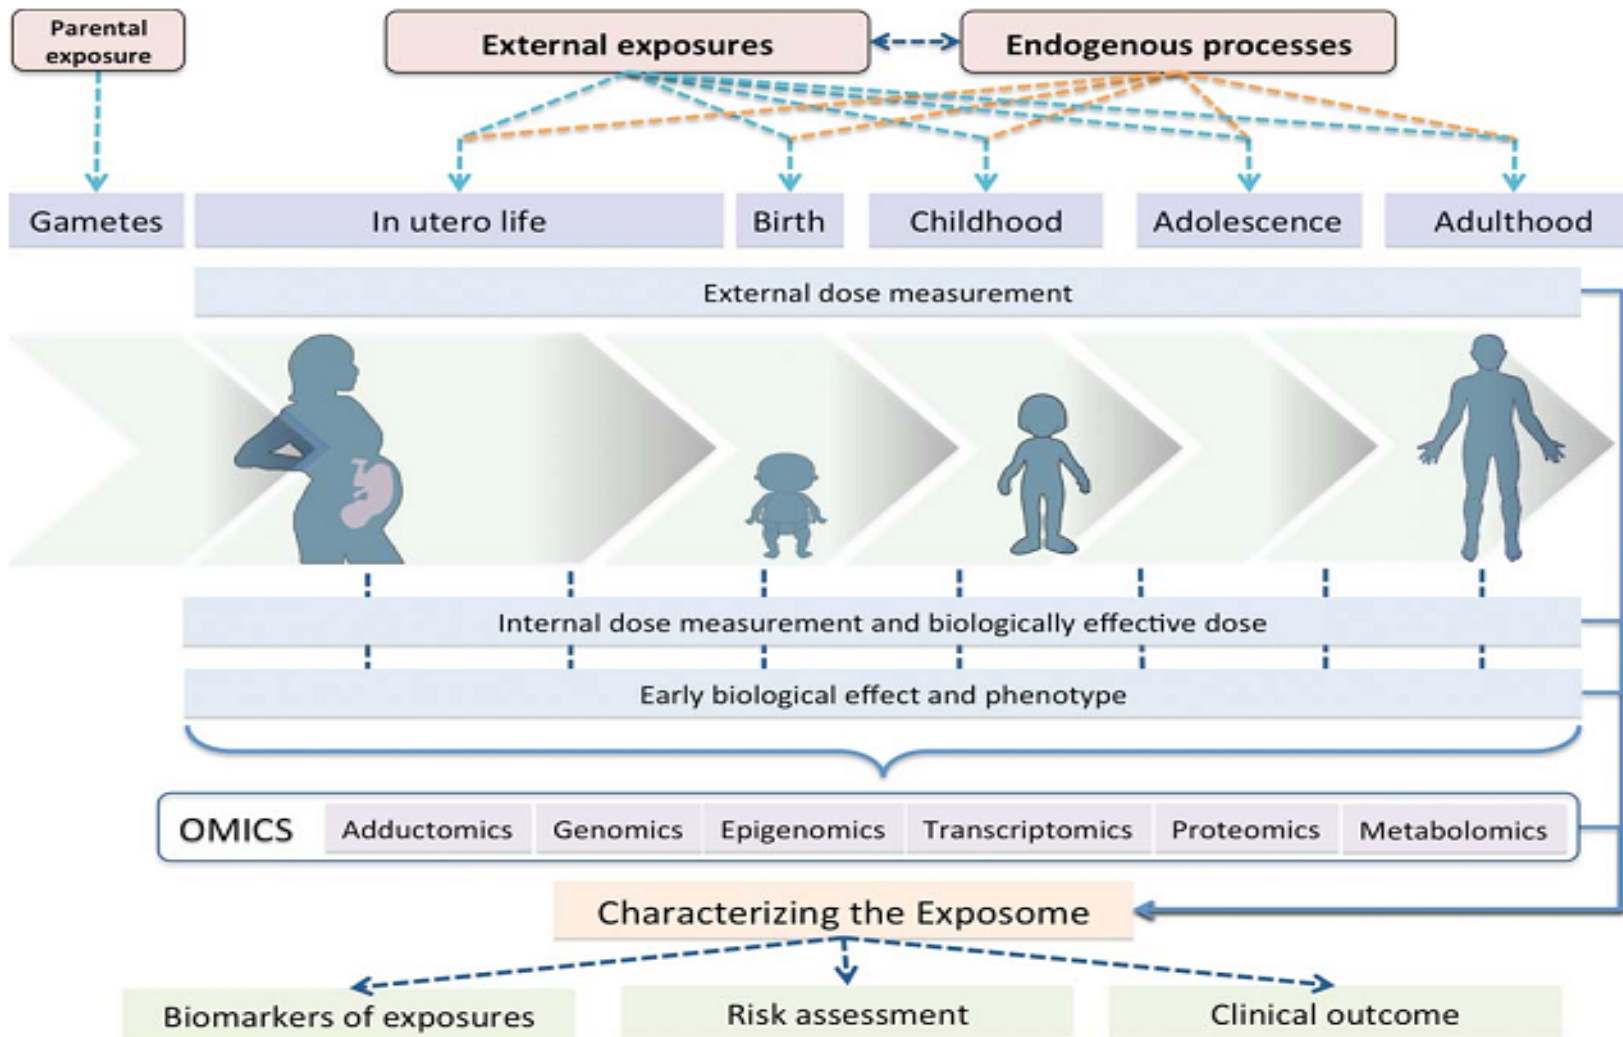 Parental
exposure
External exposures
Endogenous processes
Gametes
In utero life
Birth
Childhood
Adolescence
Adulthood
External dose measurement
Internal dose measurement and biologically effective dose
Early biological effect and phenotype
OMICS
Adductomics
Genomics
Epigenomics
Transcriptomics
Proteomics
Metabolomics
Characterizing the Exposome
Biomarkers of exposures
Risk assessment
Clinical outcome